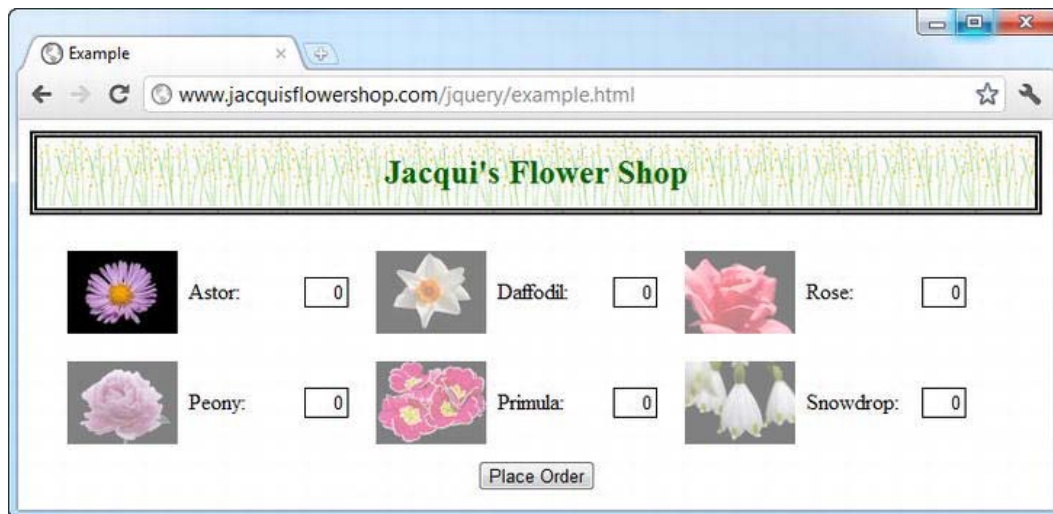 Example
www.jacquisflowershop.com/jquery/example.html
Jacqui's Flower Shop
Astor: 0 Daffodil: 0 Rose: 0
Peony: 0 Primula: 0 Snowdrop: 0
Place Order